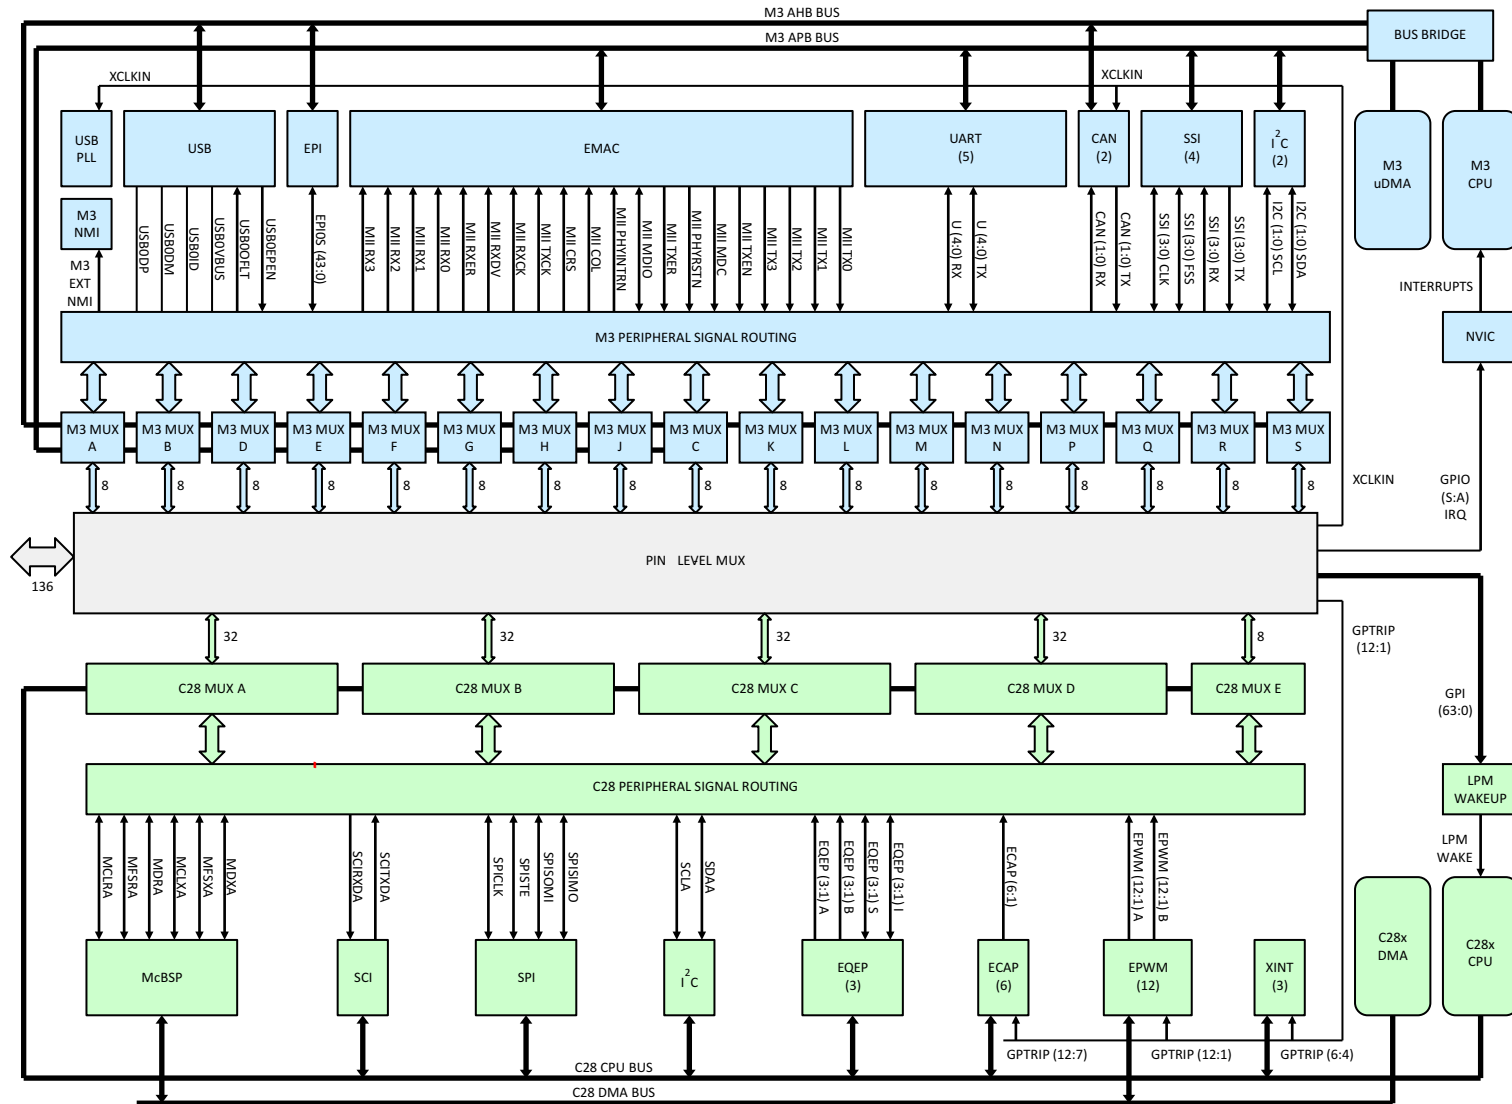 M3 AHB BUS
M3 APB BUS
BUS BRIDGE
XCLKIN
XCLKIN
USB
PLL
USB
EPI
EMAC
UART
(5)
CAN
(2)
SSI
(4)
I2C
(2)
M3
uDMA
M3
CPU
M3
NMI
M3
EXT
NMI
USB0DP
USB0DM
USB0ID
USB0VBUS
USB0OFLT
USB0EPEN
EPI0S (43:0)
MII RX3
MII RX2
MII RX1
MII RX0
MII RXER
MII RXDV
MII RXCK
MII TXCK
MII CRS
MII COL
MII PHYINTRN
MII MDIO
MII TXER
MII PHYRSTN
MII MDC
MII TXEN
MII TX3
MII TX2
MII TX1
MII TX0
U (4:0) RX
U (4:0) TX
CAN (1:0) RX
CAN (1:0) TX
SSI (3:0) CLK
SSI (3:0) FSS
SSI (3:0) RX
SSI (3:0) TX
I2C (1:0) SCL
I2C (1:0) SDA
INTERRUPTS
M3 PERIPHERAL SIGNAL ROUTING
NVIC
M3 MUX
A
M3 MUX
B
M3 MUX
D
M3 MUX
E
M3 MUX
F
M3 MUX
G
M3 MUX
H
M3 MUX
J
M3 MUX
C
M3 MUX
K
M3 MUX
L
M3 MUX
M
M3 MUX
N
M3 MUX
P
M3 MUX
Q
M3 MUX
R
M3 MUX
S
8 8 8 8 8 8 8 8 8 8 8 8 8 8 8 8 8
XCLKIN
GPIO
(S:A)
IRQ
PIN LEVEL MUX
136
32 32 32 32 8
GPTRIP
(12:1)
C28 MUX A
C28 MUX B
C28 MUX C
C28 MUX D
C28 MUX E
GPI
(63:0)
C28 PERIPHERAL SIGNAL ROUTING
LPM
WAKEUP
LPM
WAKE
MCLRA
MFSRA
MDRA
MCLXA
MFSXA
MDXA
SCIRXDA
SCITXDA
SPICLK
SPISTE
SPISOMI
SPISIMO
SCLA
SDAA
EQEP (3:1) A
EQEP (3:1) B
EQEP (3:1) S
EQEP (3:1) I
ECAP (6:1)
EPWM (12:1) A
EPWM (12:1) B
McBSP
SCI
SPI
I2C
EQEP
(3)
ECAP
(6)
EPWM
(12)
XINT
(3)
C28x
DMA
C28x
CPU
GPTRIP (12:7)
GPTRIP (12:1)
GPTRIP (6:4)
C28 CPU BUS
C28 DMA BUS